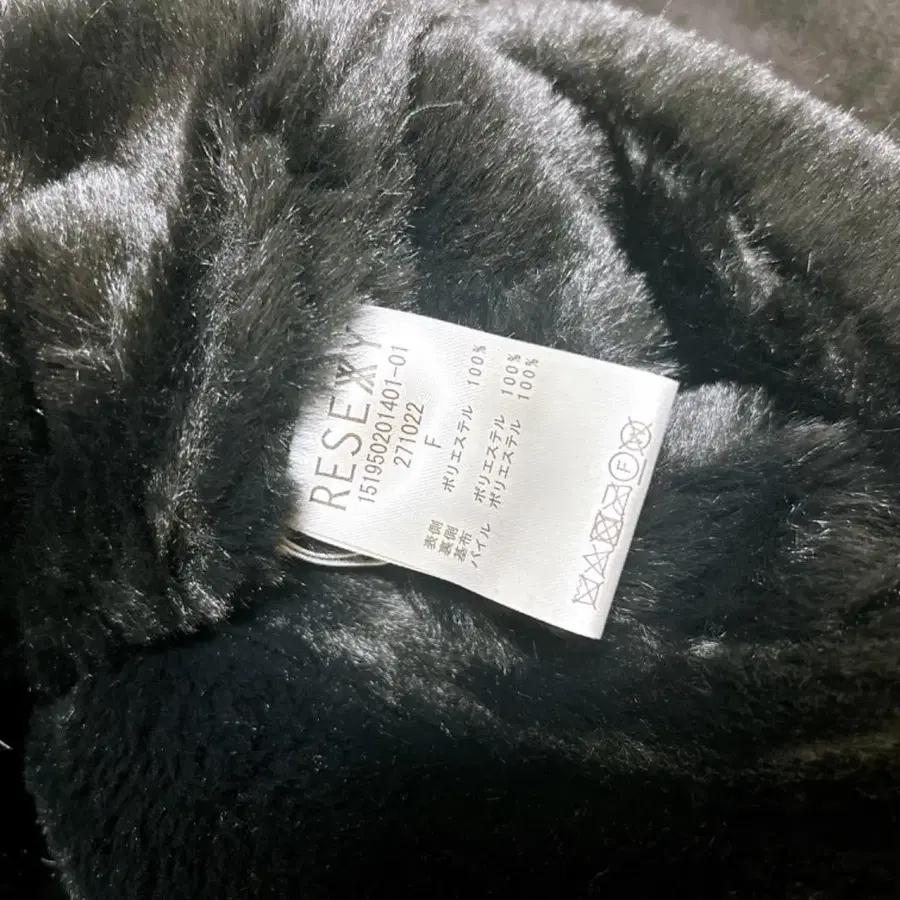 RESEXXY
151950201401-01
271022
F
表側 ポリエステル 100%
裏側
基布 ポリエステル 100%
パイル ポリエステル 100%
F